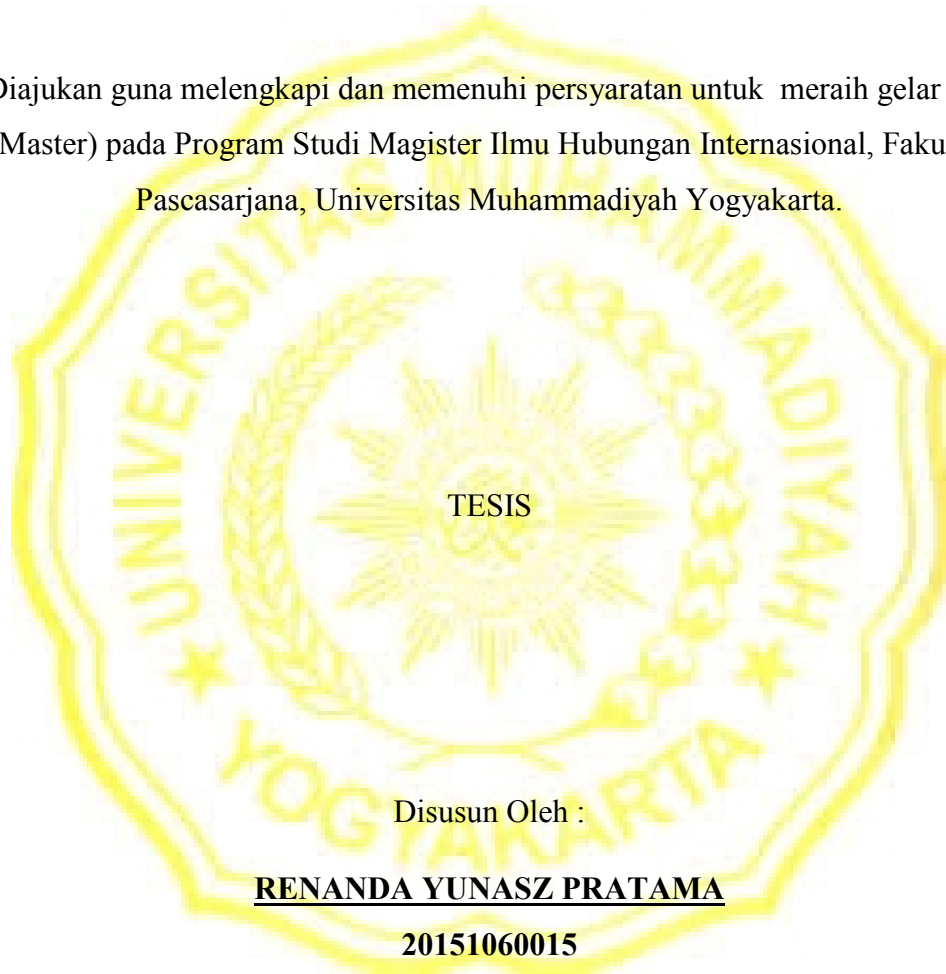 Diajukan guna melengkapi dan memenuhi persyaratan untuk meraih gelar
Master) pada Program Studi Magister Ilmu Hubungan Internasional, Faku
Pascasarjana, Universitas Muhammadiyah Yogyakarta.
UNIVERSITAS MUHAMMADIYAH
TESIS
YOGYAKARTA
Disusun Oleh :
RENANDA YUNASZ PRATAMA
20151060015